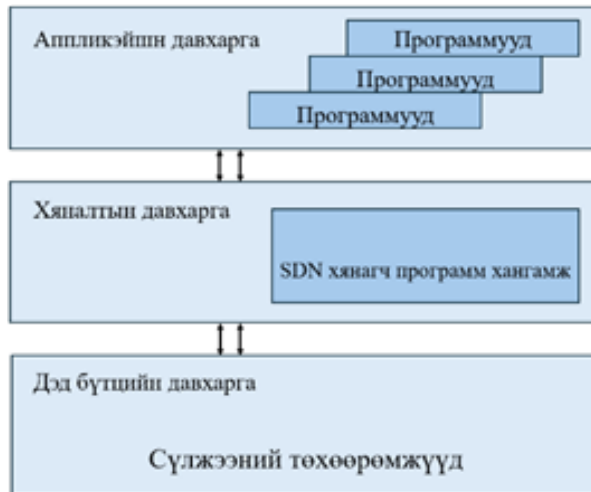 Аппликэйшн давхарга
Программууд
Программууд
Программууд
Хяналтын давхарга
SDN хянагч программ хангамж
Дэд бүтцийн давхарга
Сүлжээний төхөөрөмжүүд